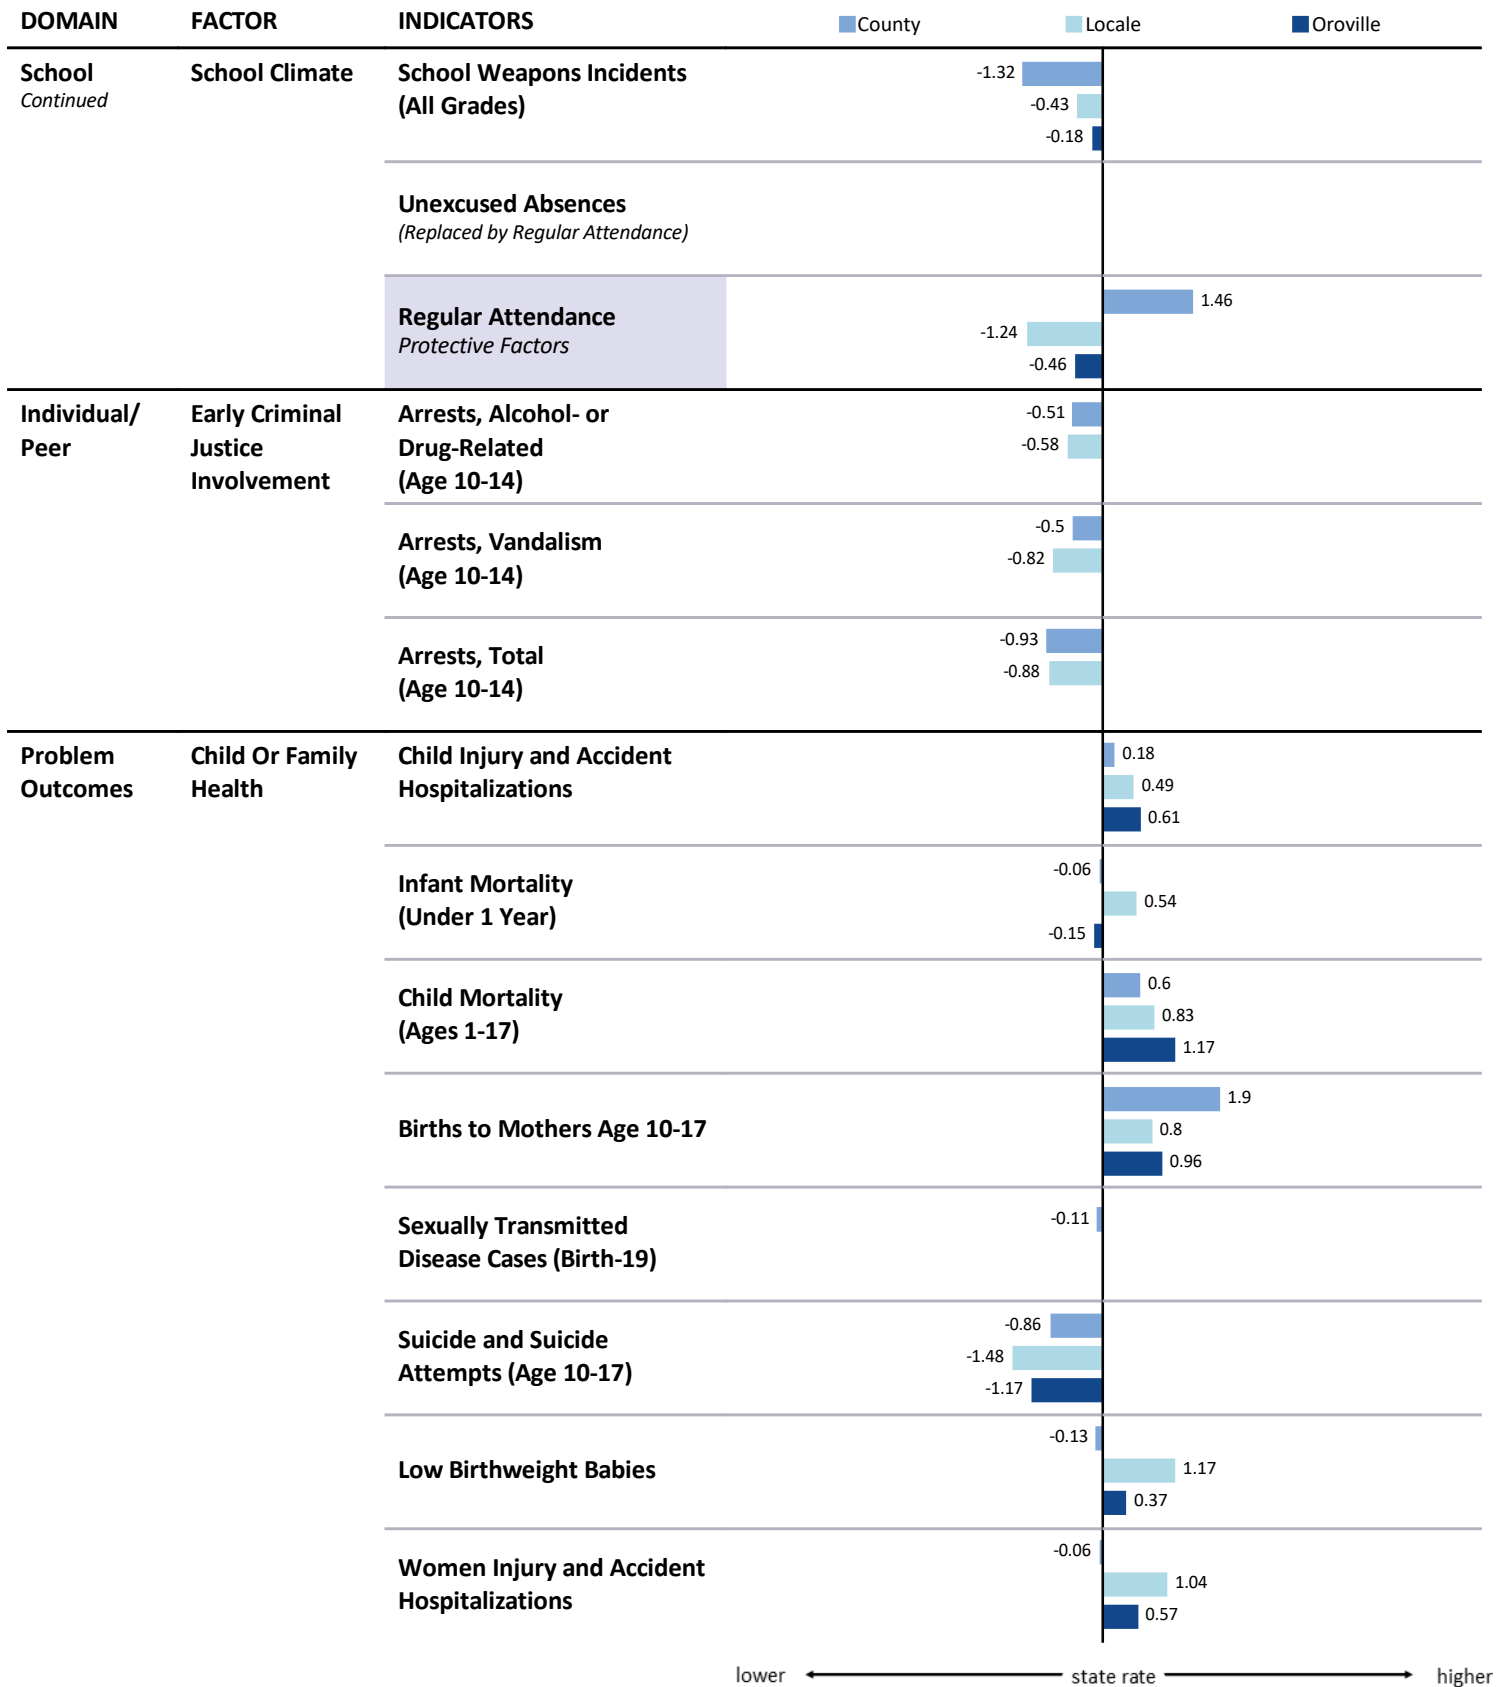 DOMAIN FACTOR INDICATORS County Locale Oroville
School School Climate School Weapons Incidents
Continued (All Grades)
-1.32
-0.43
-0.18
Unexcused Absences
(Replaced by Regular Attendance)
Regular Attendance
Protective Factors
1.46
-1.24
-0.46
Individual/ Early Criminal Arrests, Alcohol- or
Peer Justice Drug-Related
Involvement (Age 10-14)
-0.51
-0.58
Arrests, Vandalism
(Age 10-14)
-0.5
-0.82
Arrests, Total
(Age 10-14)
-0.93
-0.88
Problem Child Or Family Child Injury and Accident
Outcomes Health Hospitalizations
0.18
0.49
0.61
Infant Mortality
(Under 1 Year)
-0.06
0.54
-0.15
Child Mortality
(Ages 1-17)
0.6
0.83
1.17
Births to Mothers Age 10-17
1.9
0.8
0.96
Sexually Transmitted
Disease Cases (Birth-19)
-0.11
Suicide and Suicide
Attempts (Age 10-17)
-0.86
-1.48
-1.17
Low Birthweight Babies
-0.13
1.17
0.37
Women Injury and Accident
Hospitalizations
-0.06
1.04
0.57
lower state rate higher